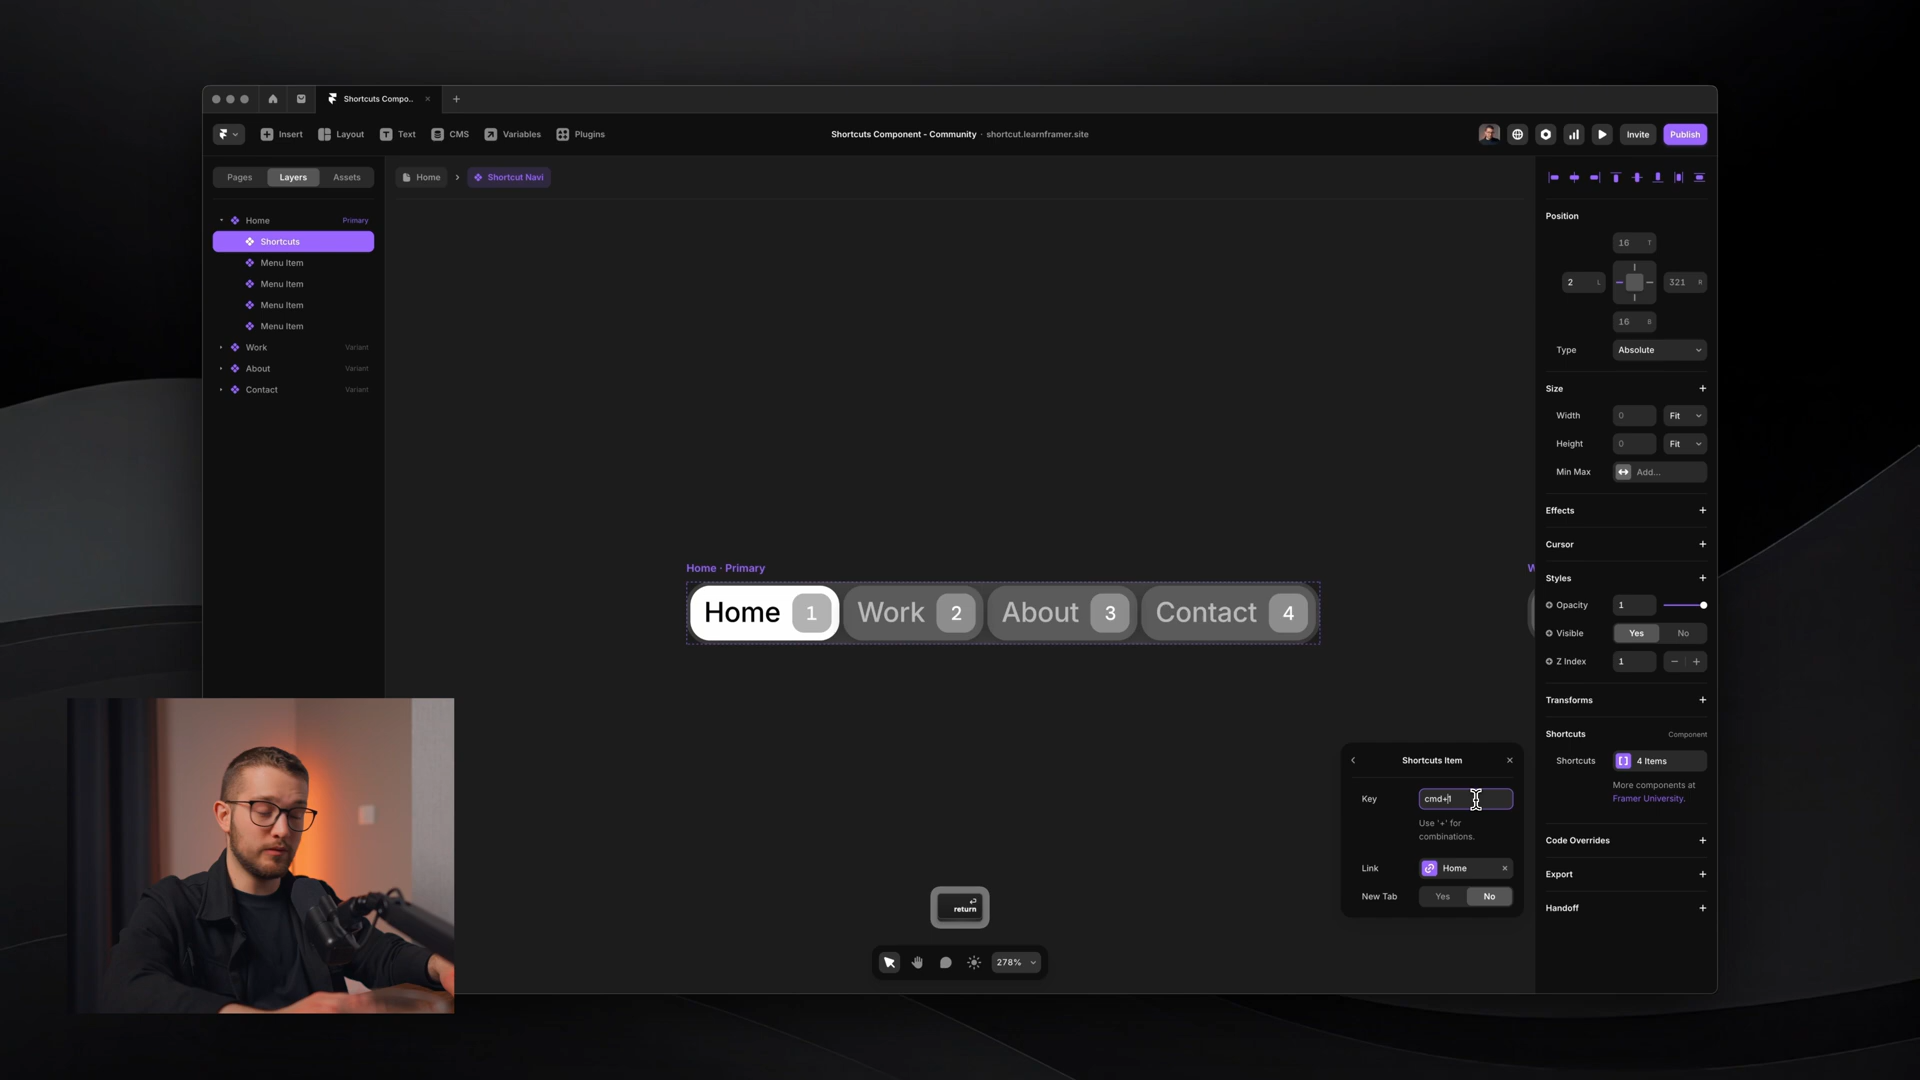 Shortcuts Compo..
Insert
Layout
Text
CMS
Variables
Plugins
Shortcuts Component - Community · shortcut.learnframer.site
Invite
Publish
Pages
Layers
Assets
Home
Shortcut Navi
Home
Primary
Shortcuts
Menu Item
Menu Item
Menu Item
Menu Item
Work
Variant
About
Variant
Contact
Variant
Home · Primary
W
Home 1
Work 2
About 3
Contact 4
return
278%
Shortcuts Item
Key
cmd+1
Use '+' for
combinations.
Link
Home
New Tab
Yes
No
Position
16 T
2 L
321 R
16 B
Type
Absolute
Size
Width
0
Fit
Height
0
Fit
Min Max
Add...
Effects
Cursor
Styles
Opacity
1
Visible
Yes
No
Z Index
1
Transforms
Shortcuts
Component
Shortcuts
4 Items
More components at
Framer University.
Code Overrides
Export
Handoff